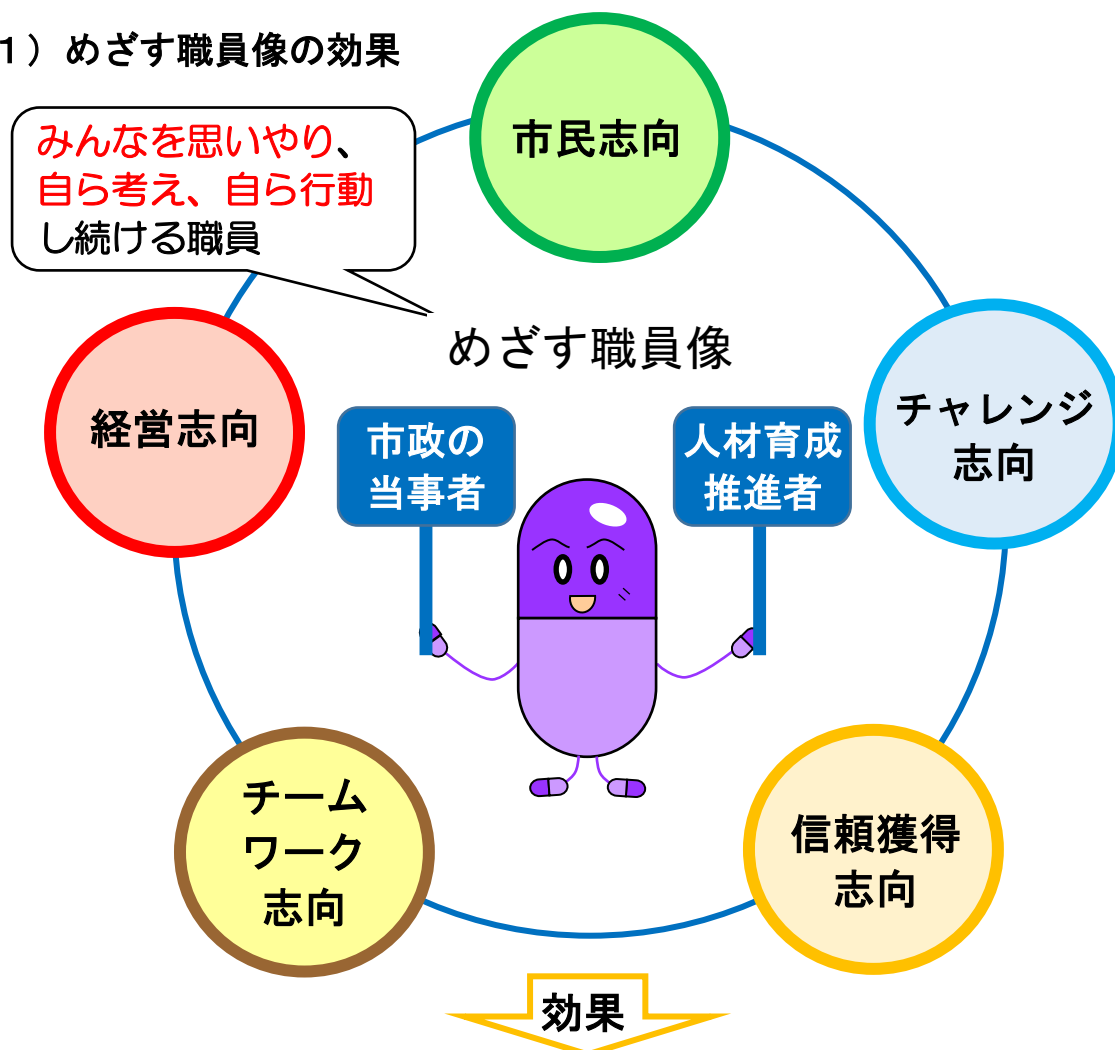 1）めざす職員像の効果
みんなを思いやり、
自ら考え、自ら行動
し続ける職員
市民志向
めざす職員像
経営志向
チャレンジ
志向
市政の
当事者
人材育成
推進者
チーム
ワーク
志向
信頼獲得
志向
効果